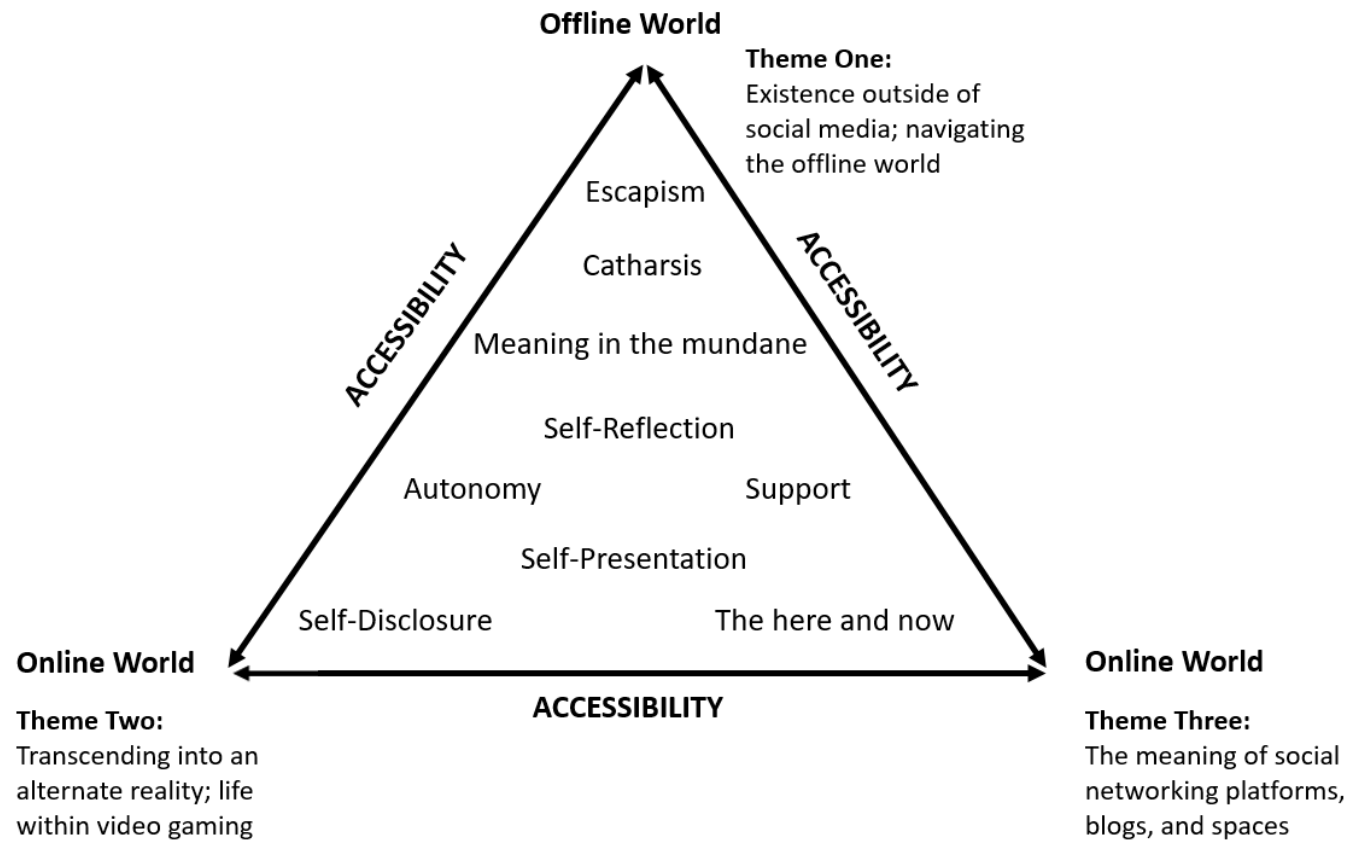 Offline World
Theme One:
Existence outside of
social media; navigating
the offline world
Escapism
Catharsis
ACCESSIBILITY
ACCESSIBILITY
Meaning in the mundane
Self-Reflection
Autonomy
Support
Self-Presentation
Self-Disclosure
The here and now
Online World
Theme Two:
Transcending into an
alternate reality; life
within video gaming
ACCESSIBILITY
Online World
Theme Three:
The meaning of social
networking platforms,
blogs, and spaces